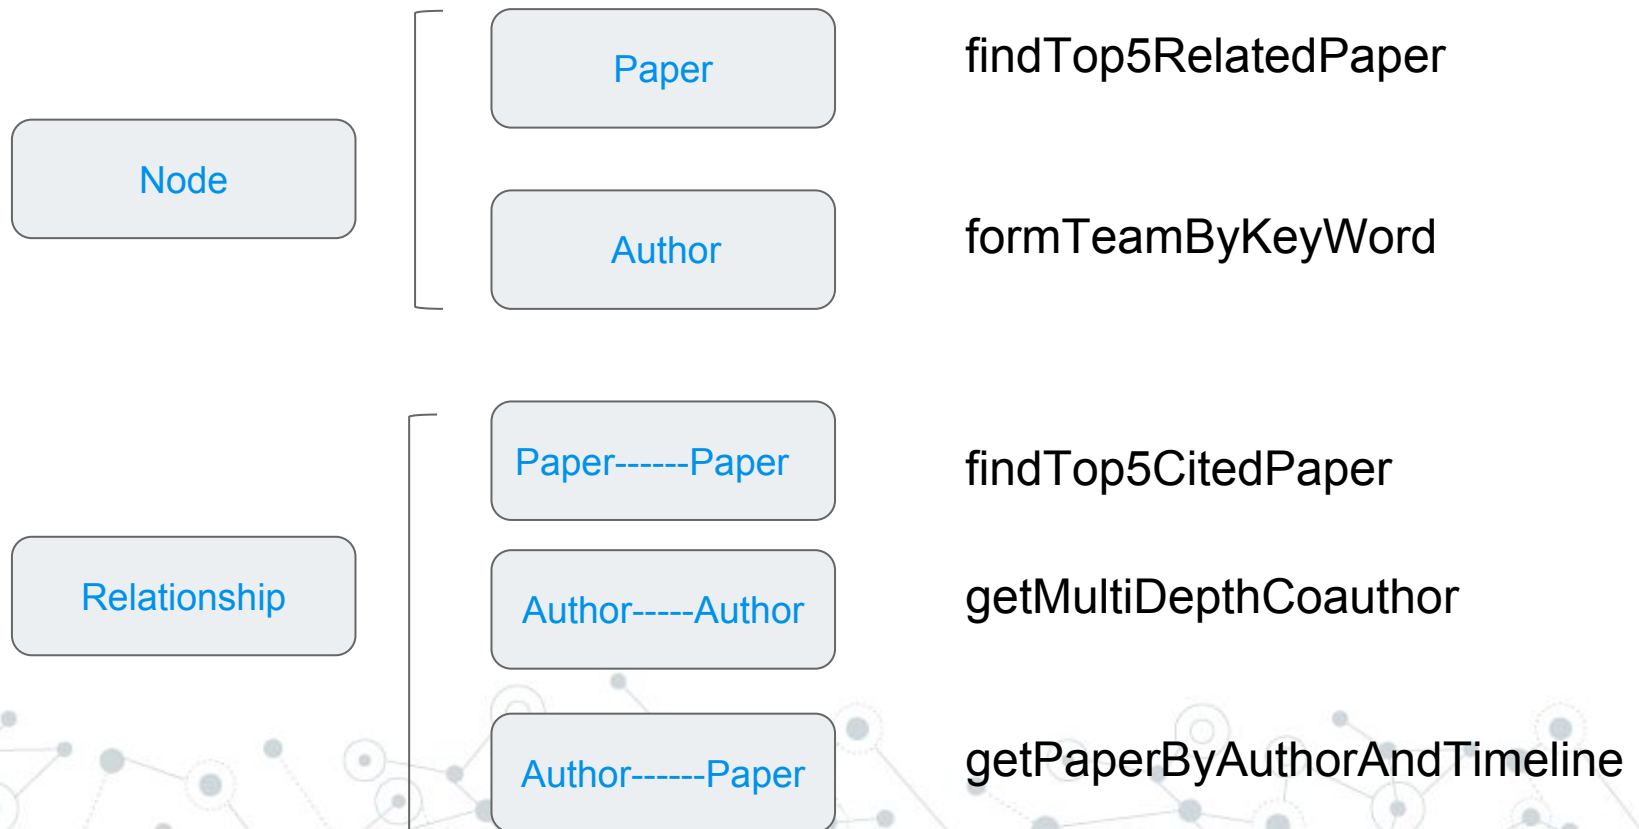 Node
Paper
findTop5RelatedPaper
Author
formTeamByKeyWord
Relationship
Paper------Paper
findTop5CitedPaper
Author-----Author
getMultiDepthCoauthor
Author------Paper
getPaperByAuthorAndTimeline